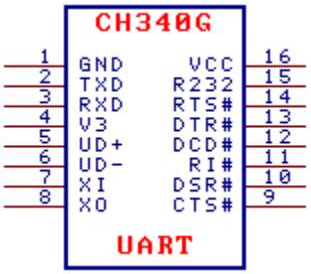 CH340G
1 GND VCC 16
2 TXD R232 15
3 RXD RTS# 14
4 V3 DTR# 13
5 UD+ DCD# 12
6 UD- RI# 11
7 XI DSR# 10
8 XO CTS# 9
UART